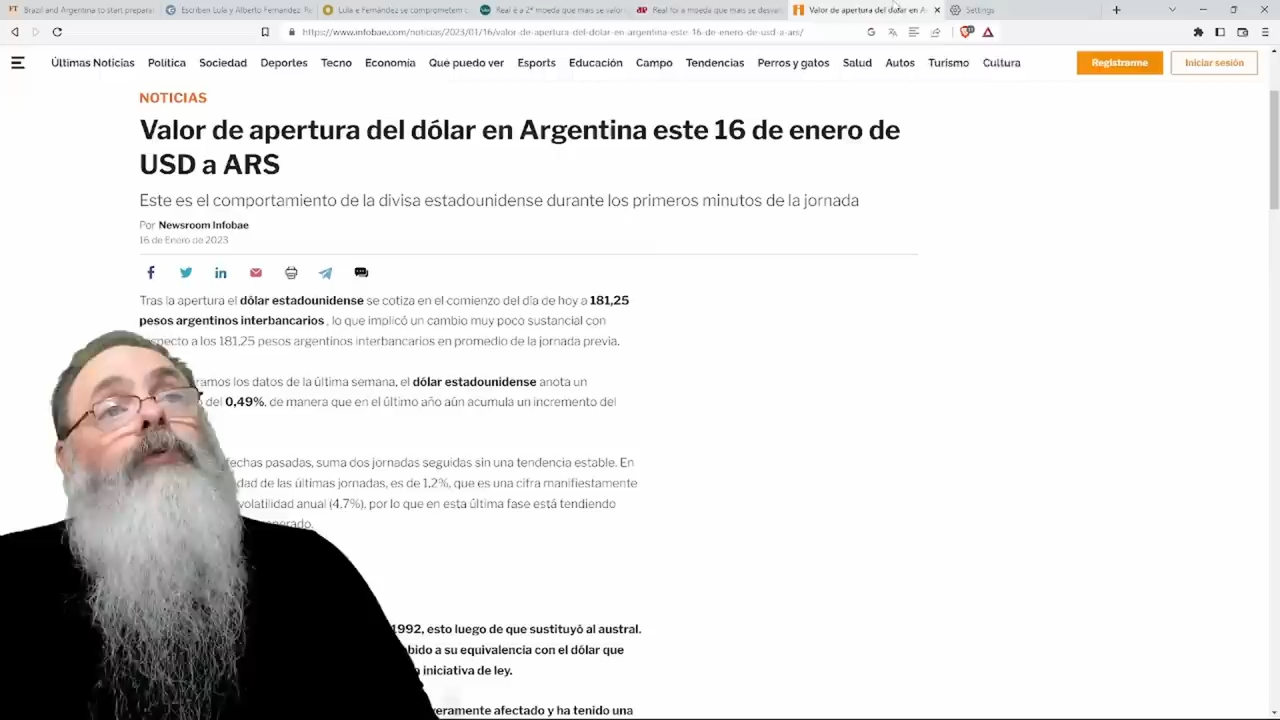 FT Brazil and Argentina to start preparat
Escriben Lula y Alberto Fernandez: Re
Lula e Fernández se comprometem c
Real é a 2ª moeda que mais se valor
Real foi a moeda que mais se desval
Valor de apertura del dólar en A
Settings
https://www.infobae.com/noticias/2023/01/16/valor-de-apertura-del-dolar-en-argentina-este-16-de-enero-de-usd-a-ars/
Últimas Noticias Política Sociedad Deportes Tecno Economía Que puedo ver Esports Educación Campo Tendencias Perros y gatos Salud Autos Turismo Cultura Registrarme Iniciar sesión
NOTICIAS
Valor de apertura del dólar en Argentina este 16 de enero de
USD a ARS
Este es el comportamiento de la divisa estadounidense durante los primeros minutos de la jornada
Por Newsroom Infobae
16 de Enero de 2023
Tras la apertura el dólar estadounidense se cotiza en el comienzo del día de hoy a 181,25
pesos argentinos interbancarios , lo que implicó un cambio muy poco sustancial con
specto a los 181,25 pesos argentinos interbancarios en promedio de la jornada previa.
ramos los datos de la última semana, el dólar estadounidense anota un
del 0,49%, de manera que en el último año aún acumula un incremento del
fechas pasadas, suma dos jornadas seguidas sin una tendencia estable. En
dad de las últimas jornadas, es de 1,2%, que es una cifra manifiestamente
volatilidad anual (4,7%), por lo que en esta última fase está tendiendo
perado.
1992, esto luego de que sustituyó al austral.
bido a su equivalencia con el dólar que
iniciativa de ley.
veramente afectado y ha tenido una